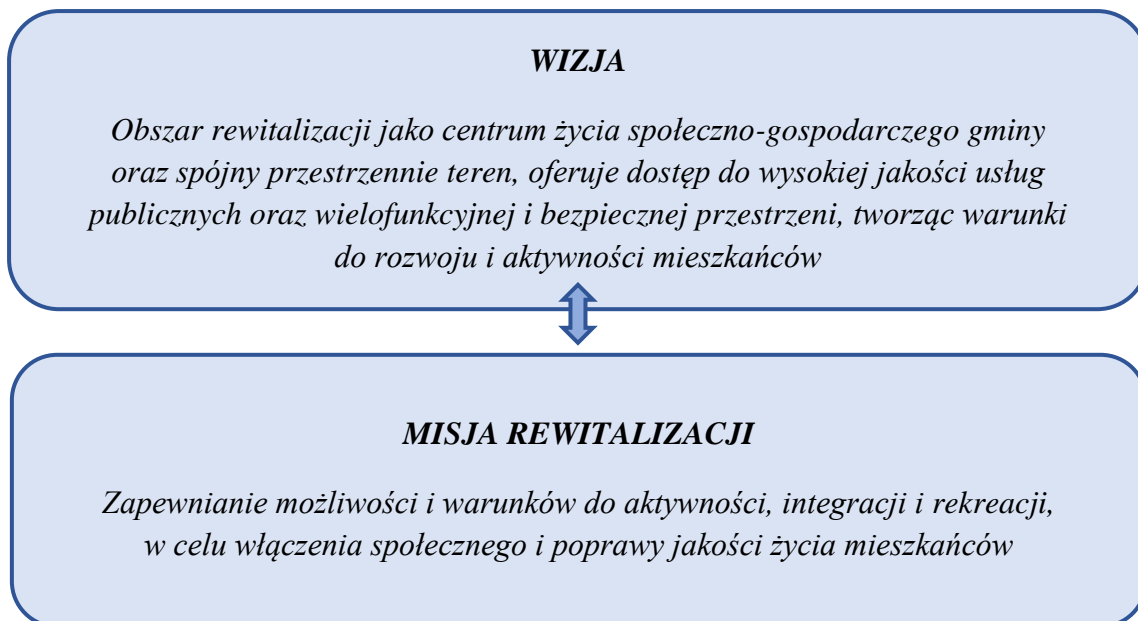 WIZJA
Obszar rewitalizacji jako centrum życia społeczno-gospodarczego gminy
oraz spójny przestrzennie teren, oferuje dostęp do wysokiej jakości usług
publicznych oraz wielofunkcyjnej i bezpiecznej przestrzeni, tworząc warunki
do rozwoju i aktywności mieszkańców
MISJA REWITALIZACJI
Zapewnianie możliwości i warunków do aktywności, integracji i rekreacji,
w celu włączenia społecznego i poprawy jakości życia mieszkańców